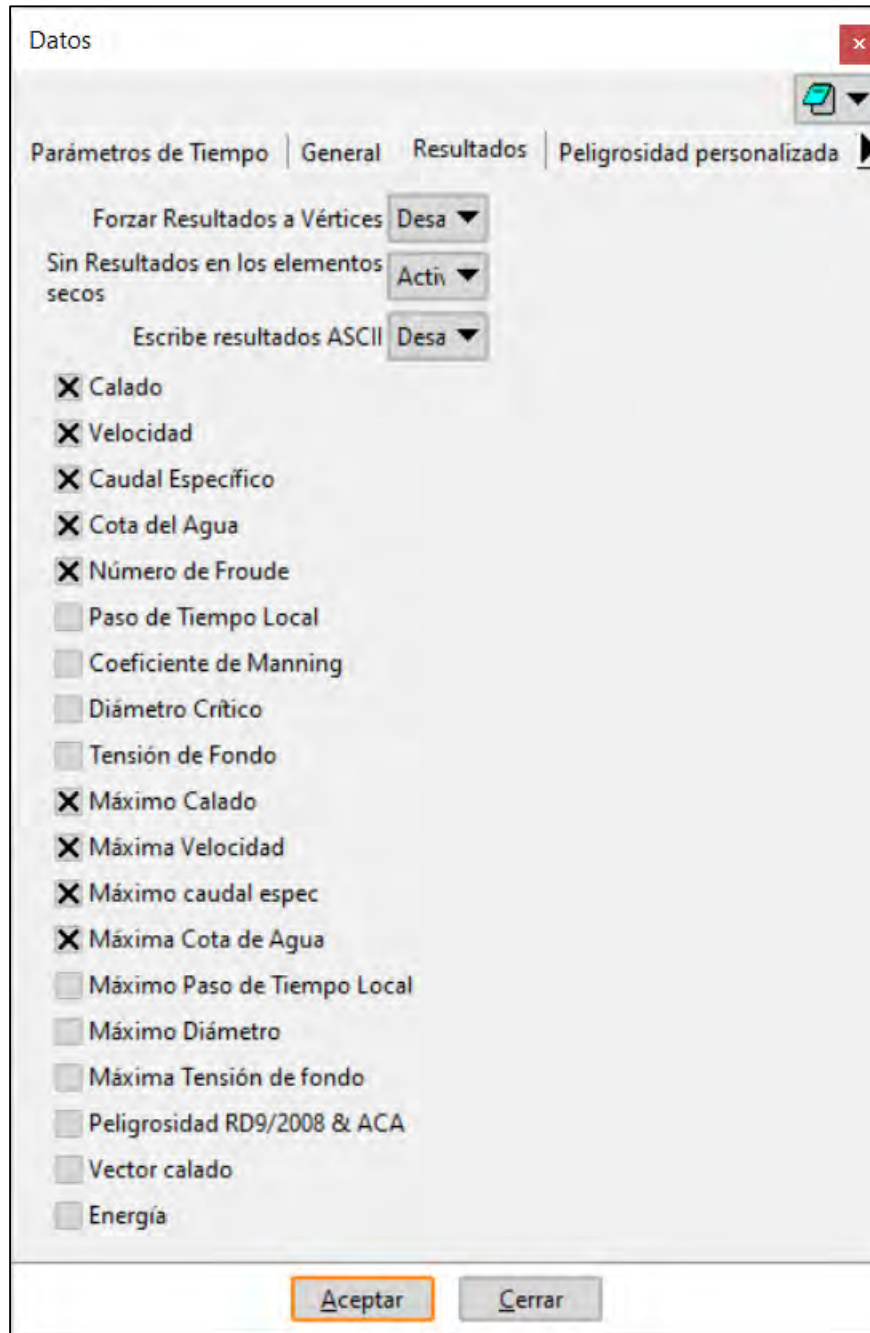 Datos
Parámetros de Tiempo General Resultados Peligrosidad personalizada
Forzar Resultados a Vértices Desa
Sin Resultados en los elementos
secos Activ
Escribe resultados ASCII Desa
Calado
Velocidad
Caudal Específico
Cota del Agua
Número de Froude
Paso de Tiempo Local
Coeficiente de Manning
Diámetro Crítico
Tensión de Fondo
Máximo Calado
Máxima Velocidad
Máximo caudal espec
Máxima Cota de Agua
Máximo Paso de Tiempo Local
Máximo Diámetro
Máxima Tensión de fondo
Peligrosidad RD9/2008 & ACA
Vector calado
Energía
Aceptar Cerrar